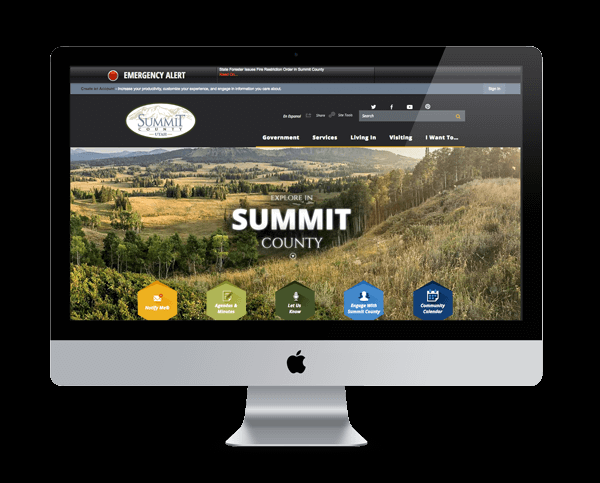 EMERGENCY ALERT
State Forester Issues Fire Restriction Order in Summit County
Create an Account - Increase your productivity, customize your experience, and engage in information you care about.
Sign In
SUMMIT
COUNTY
UTAH
En Espanol
Share
Site Tools
Search
Government
Services
Living In
Visiting
I Want To...
EXPLORE IN
SUMMIT
COUNTY
Notify Me®
Agendas &
Minutes
Let Us
Know
Engage With
Summit County
Community
Calendar